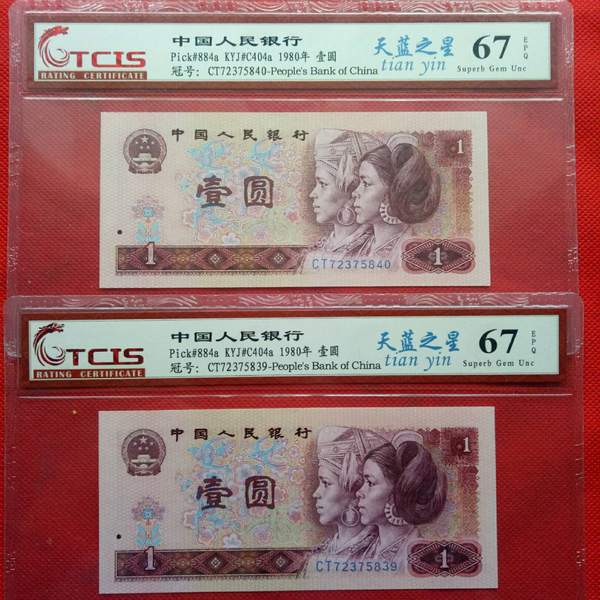 TCIS
RATING CERTIFICATE
中国人民银行
Pick#884a KYJ#C404a 1980年 壹圆
冠号: CT72375840-People's Bank of China
天蓝之星
tian yin
67 EPQ
Superb Gem Unc
中国人民银行
1
壹圆
CT72375840
1
1
TCIS
RATING CERTIFICATE
中国人民银行
Pick#884a KYJ#C404a 1980年 壹圆
冠号: CT72375839-People's Bank of China
天蓝之星
tian yin
67 EPQ
Superb Gem Unc
中国人民银行
1
壹圆
CT72375839
1
1